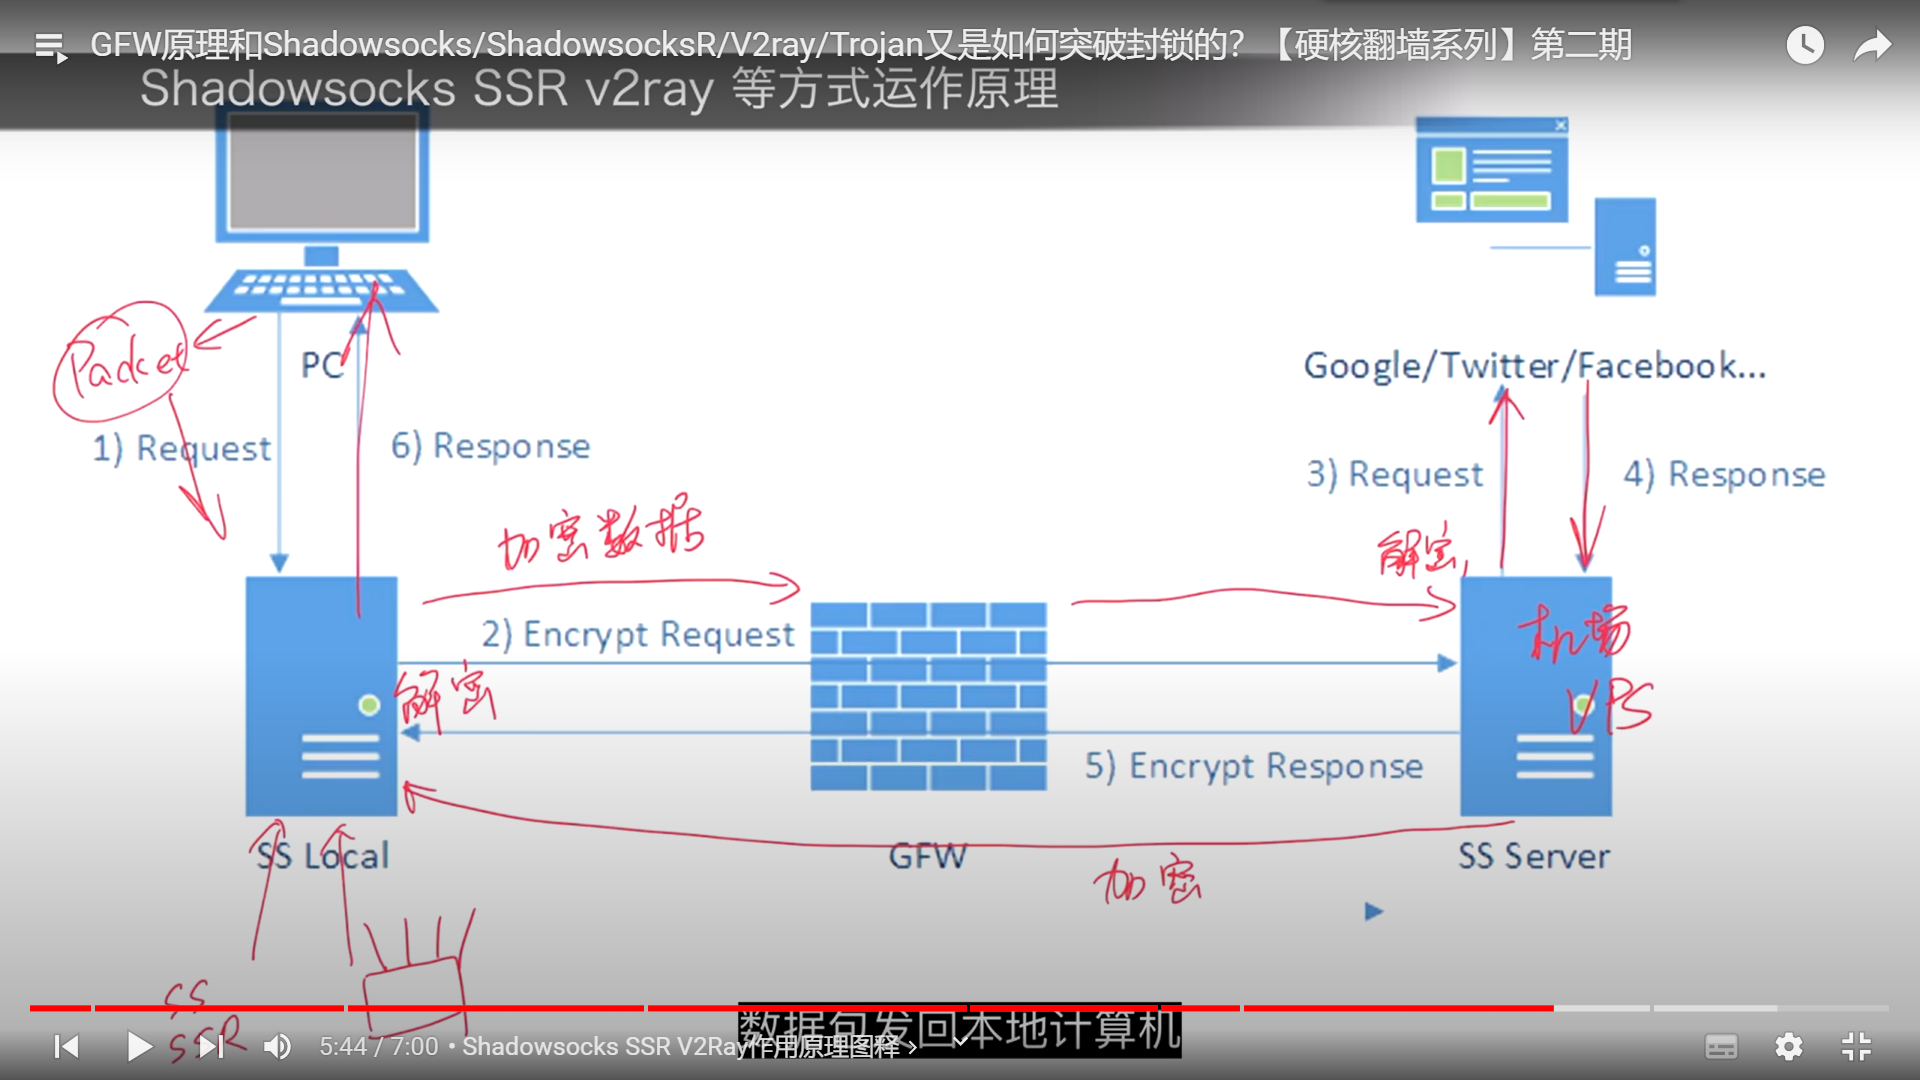 GFW原理和Shadowsocks/ShadowsocksR/V2ray/Trojan又是如何突破封锁的？【硬核翻墙系列】第二期
Shadowsocks SSR v2ray 等方式运作原理
Packet
PC
Google/Twitter/Facebook...
1) Request
6) Response
3) Request
4) Response
加密数据
解密
2) Encrypt Request
机场
VPS
解密
5) Encrypt Response
SS Local
GFW
SS Server
加密
SS
SSR
数据包发回本地计算机
5:44 / 7:00 • Shadowsocks SSR V2Ray作用原理图释 ›